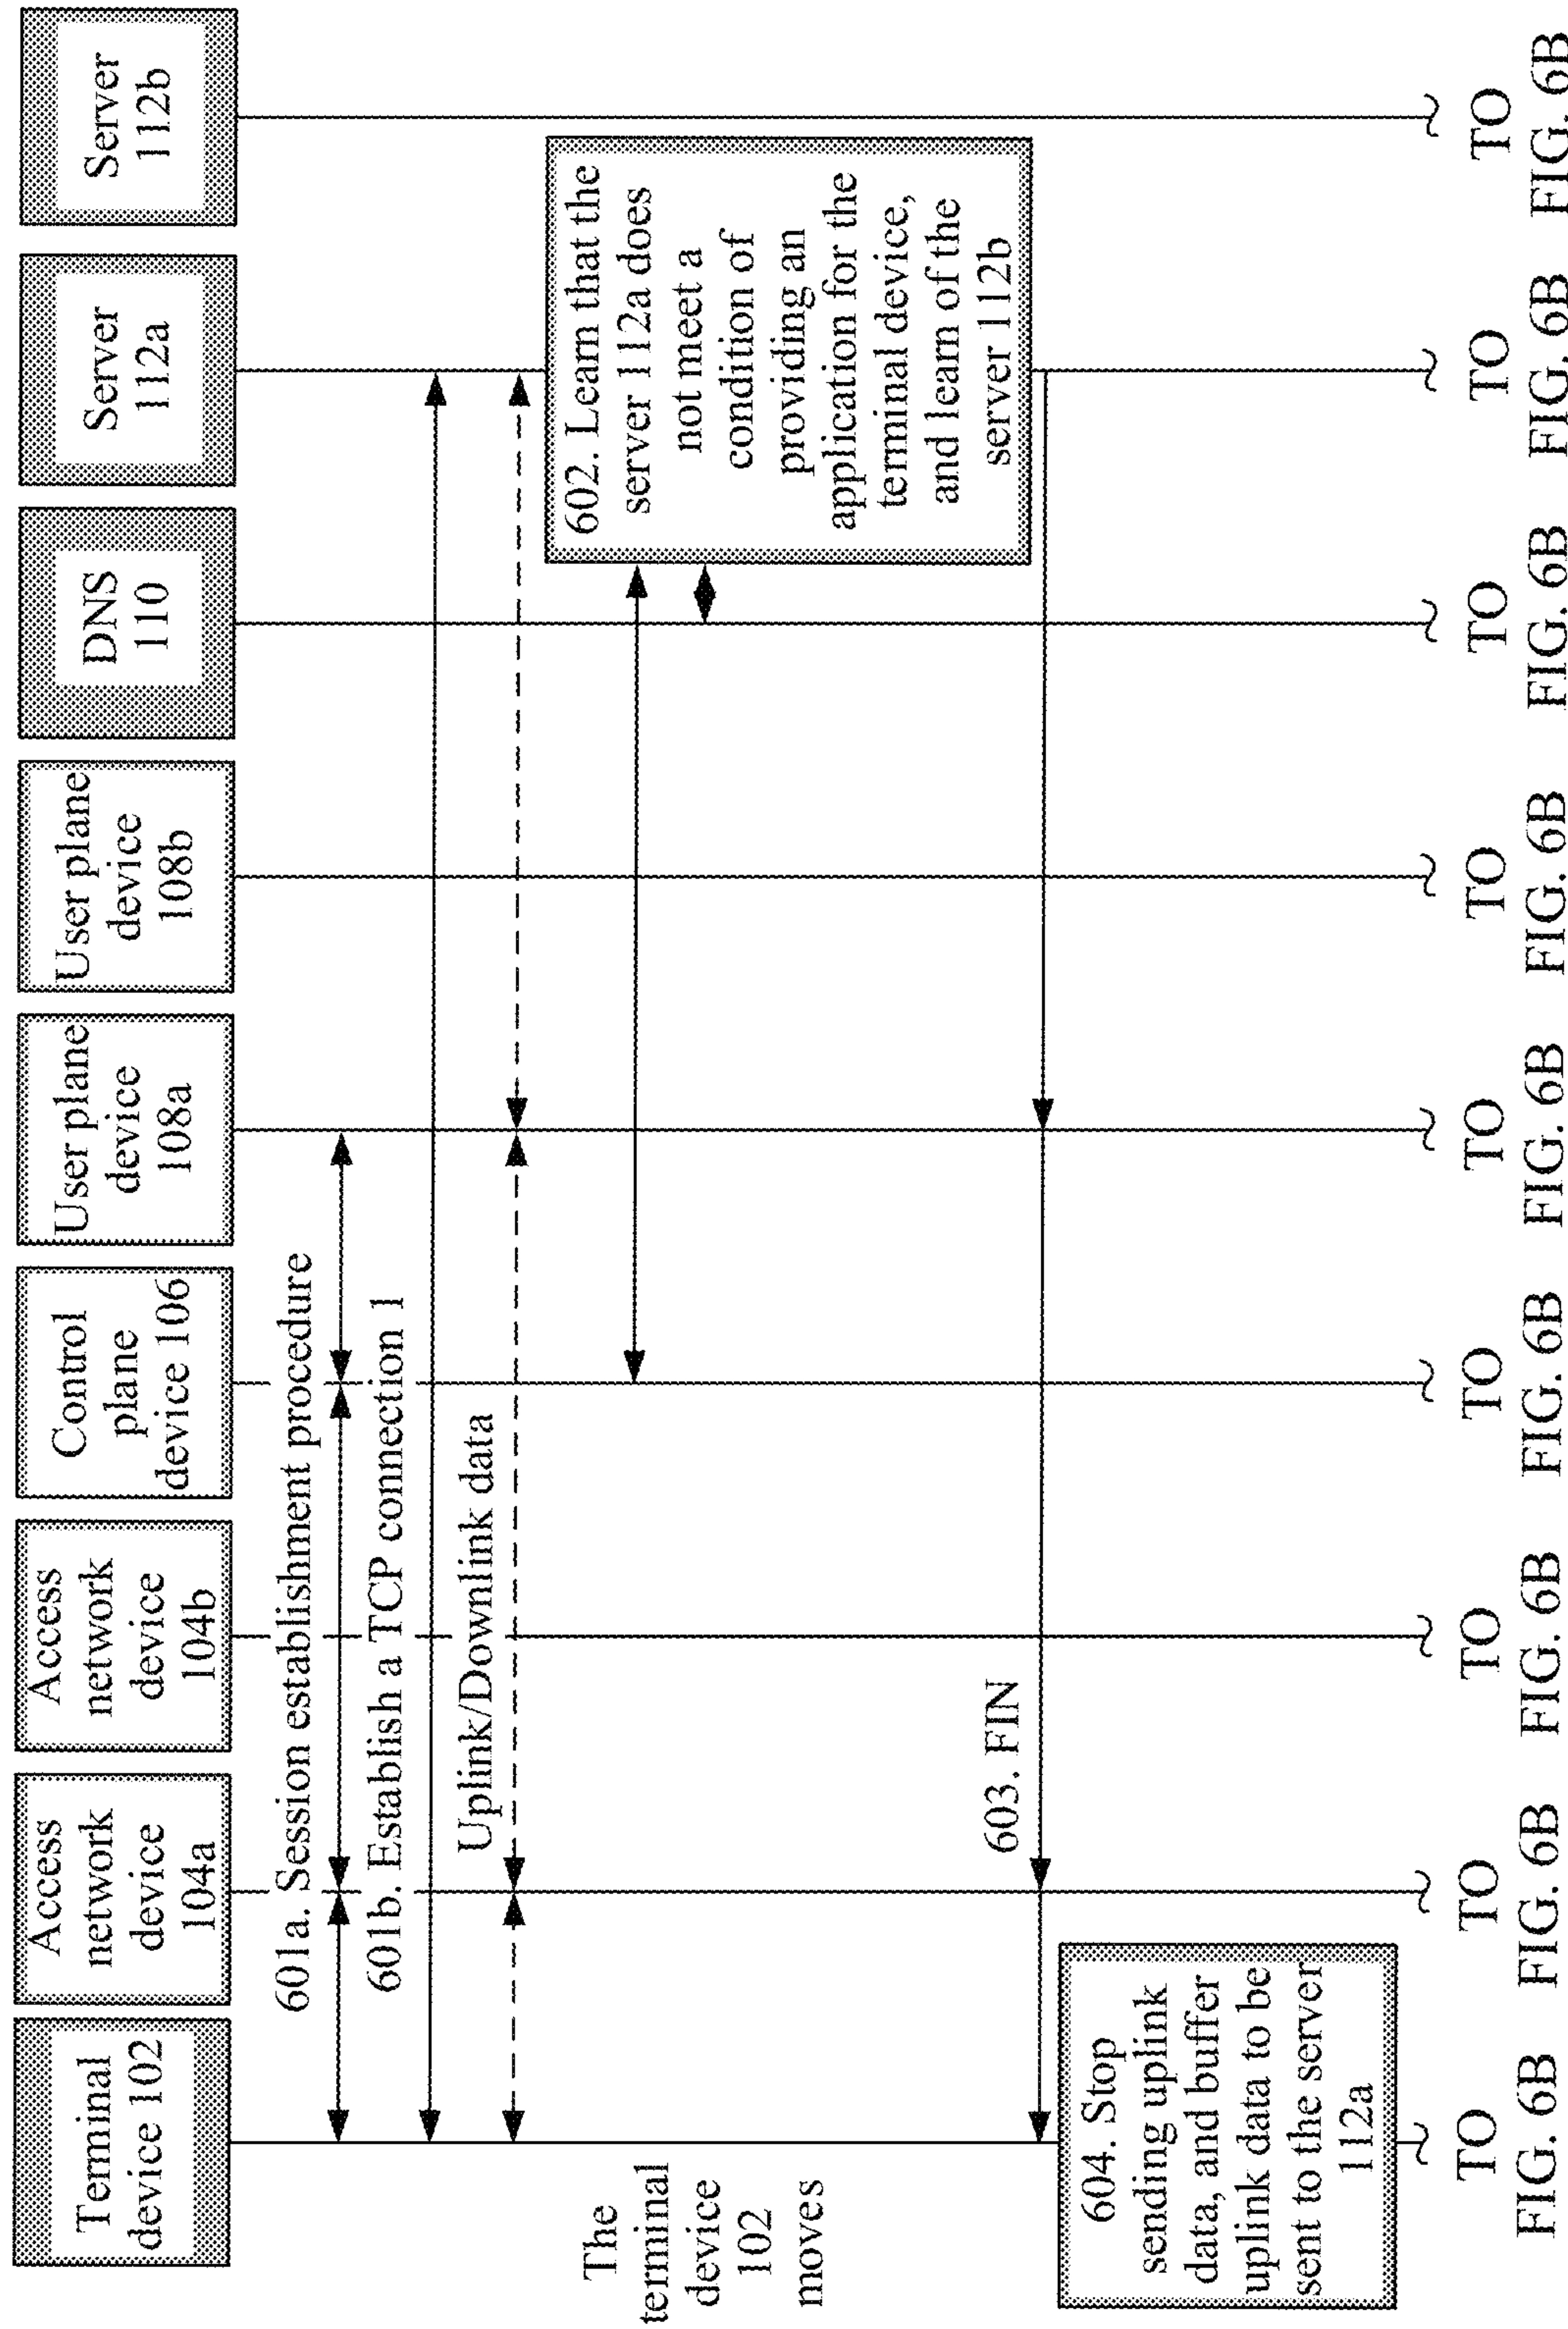 Terminal
device 102
Access
network
device
104a
Access
network
device
104b
Control
plane
device 106
User plane
device
108a
User plane
device
108b
DNS
110
Server
112a
Server
112b
601a. Session establishment procedure
601b. Establish a TCP connection 1
Uplink/Downlink data
The
terminal
device
102
moves
602. Learn that the
server 112a does
not meet a
condition of
providing an
application for the
terminal device,
and learn of the
server 112b
603. FIN
604. Stop
sending uplink
data, and buffer
uplink data to be
sent to the server
112a
TO
FIG. 6B
TO
FIG. 6B
TO
FIG. 6B
TO
FIG. 6B
TO
FIG. 6B
TO
FIG. 6B
TO
FIG. 6B
TO
FIG. 6B
TO
FIG. 6B